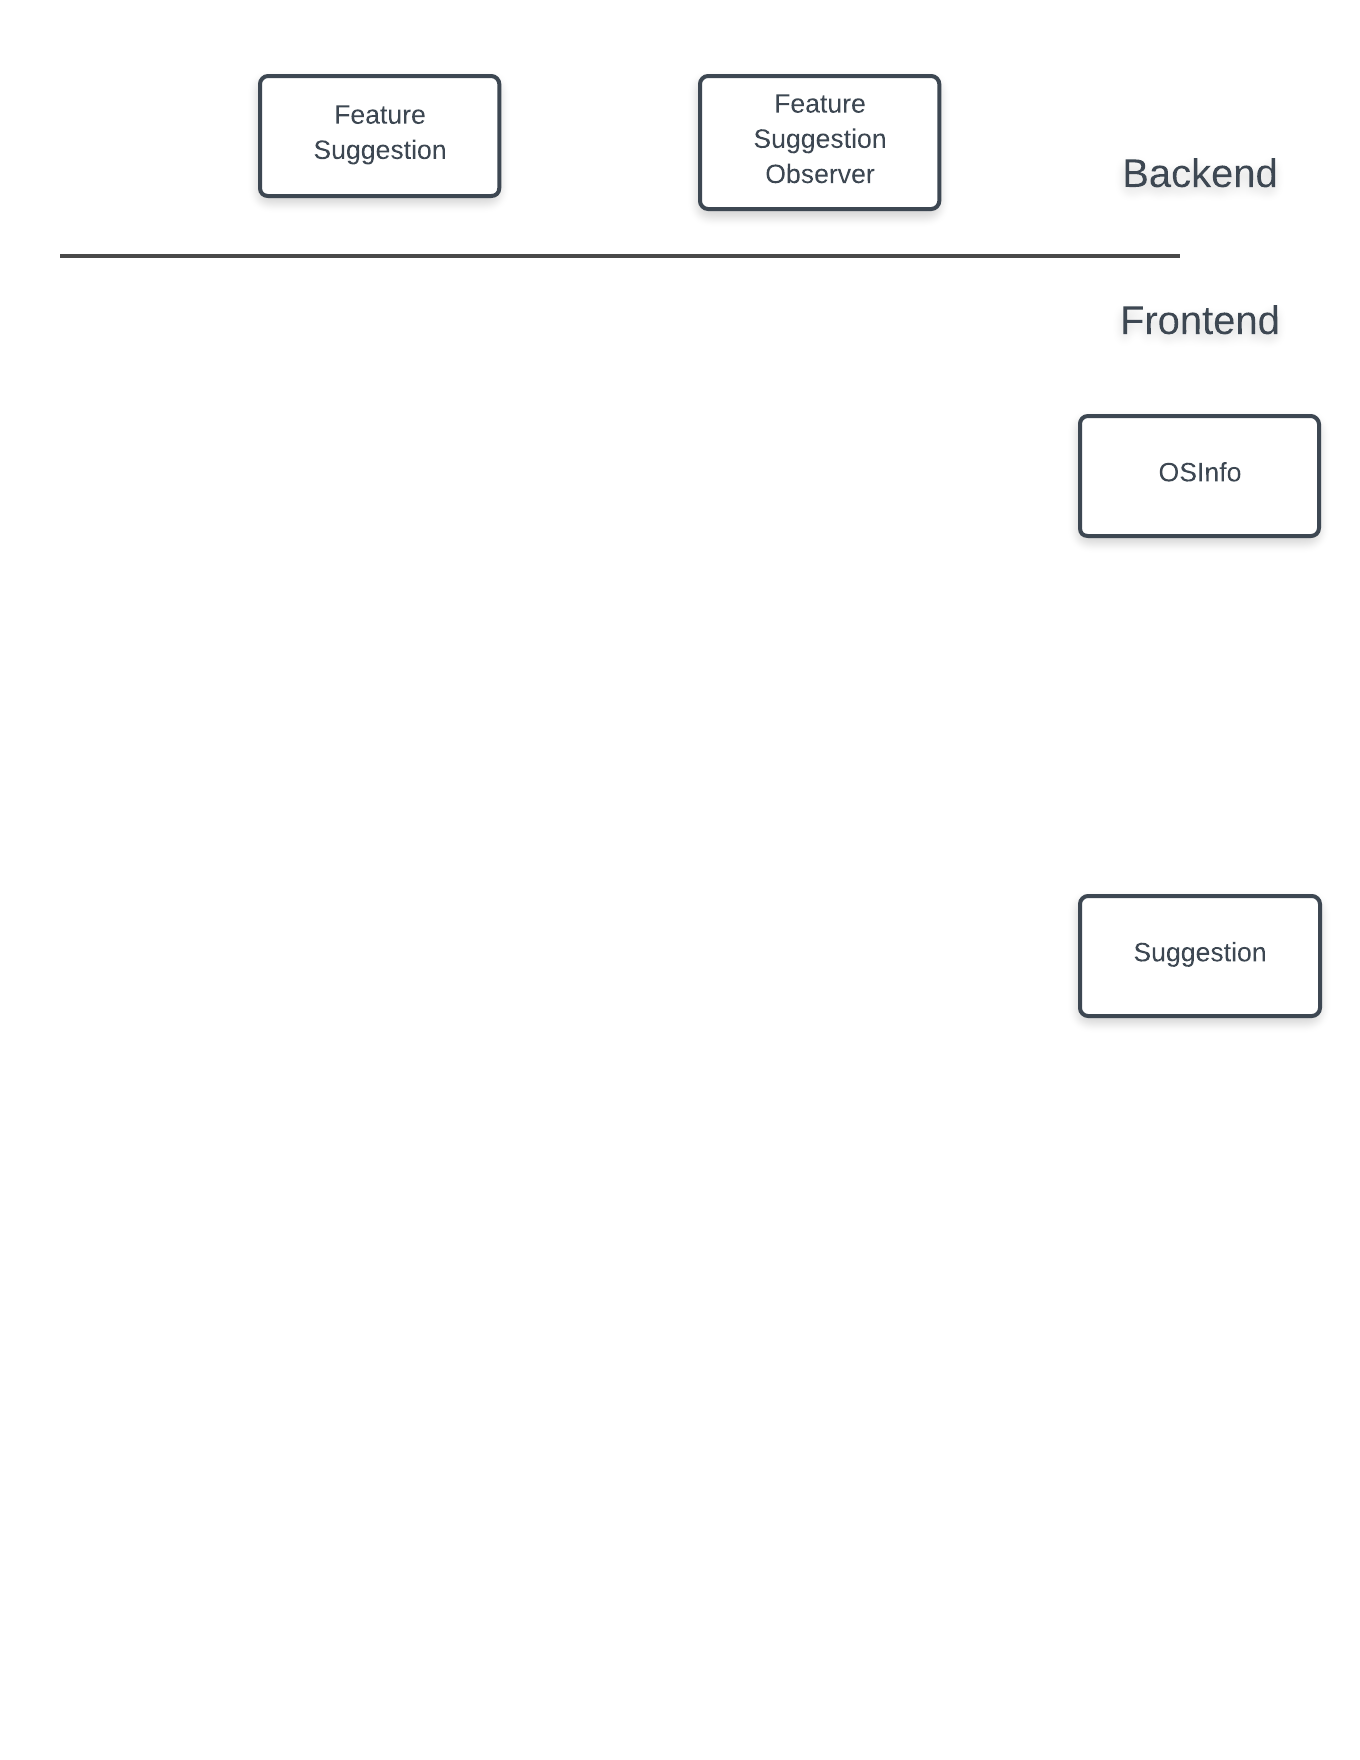 Feature
Suggestion
Feature
Suggestion
Observer
Backend
Frontend
OSInfo
Suggestion